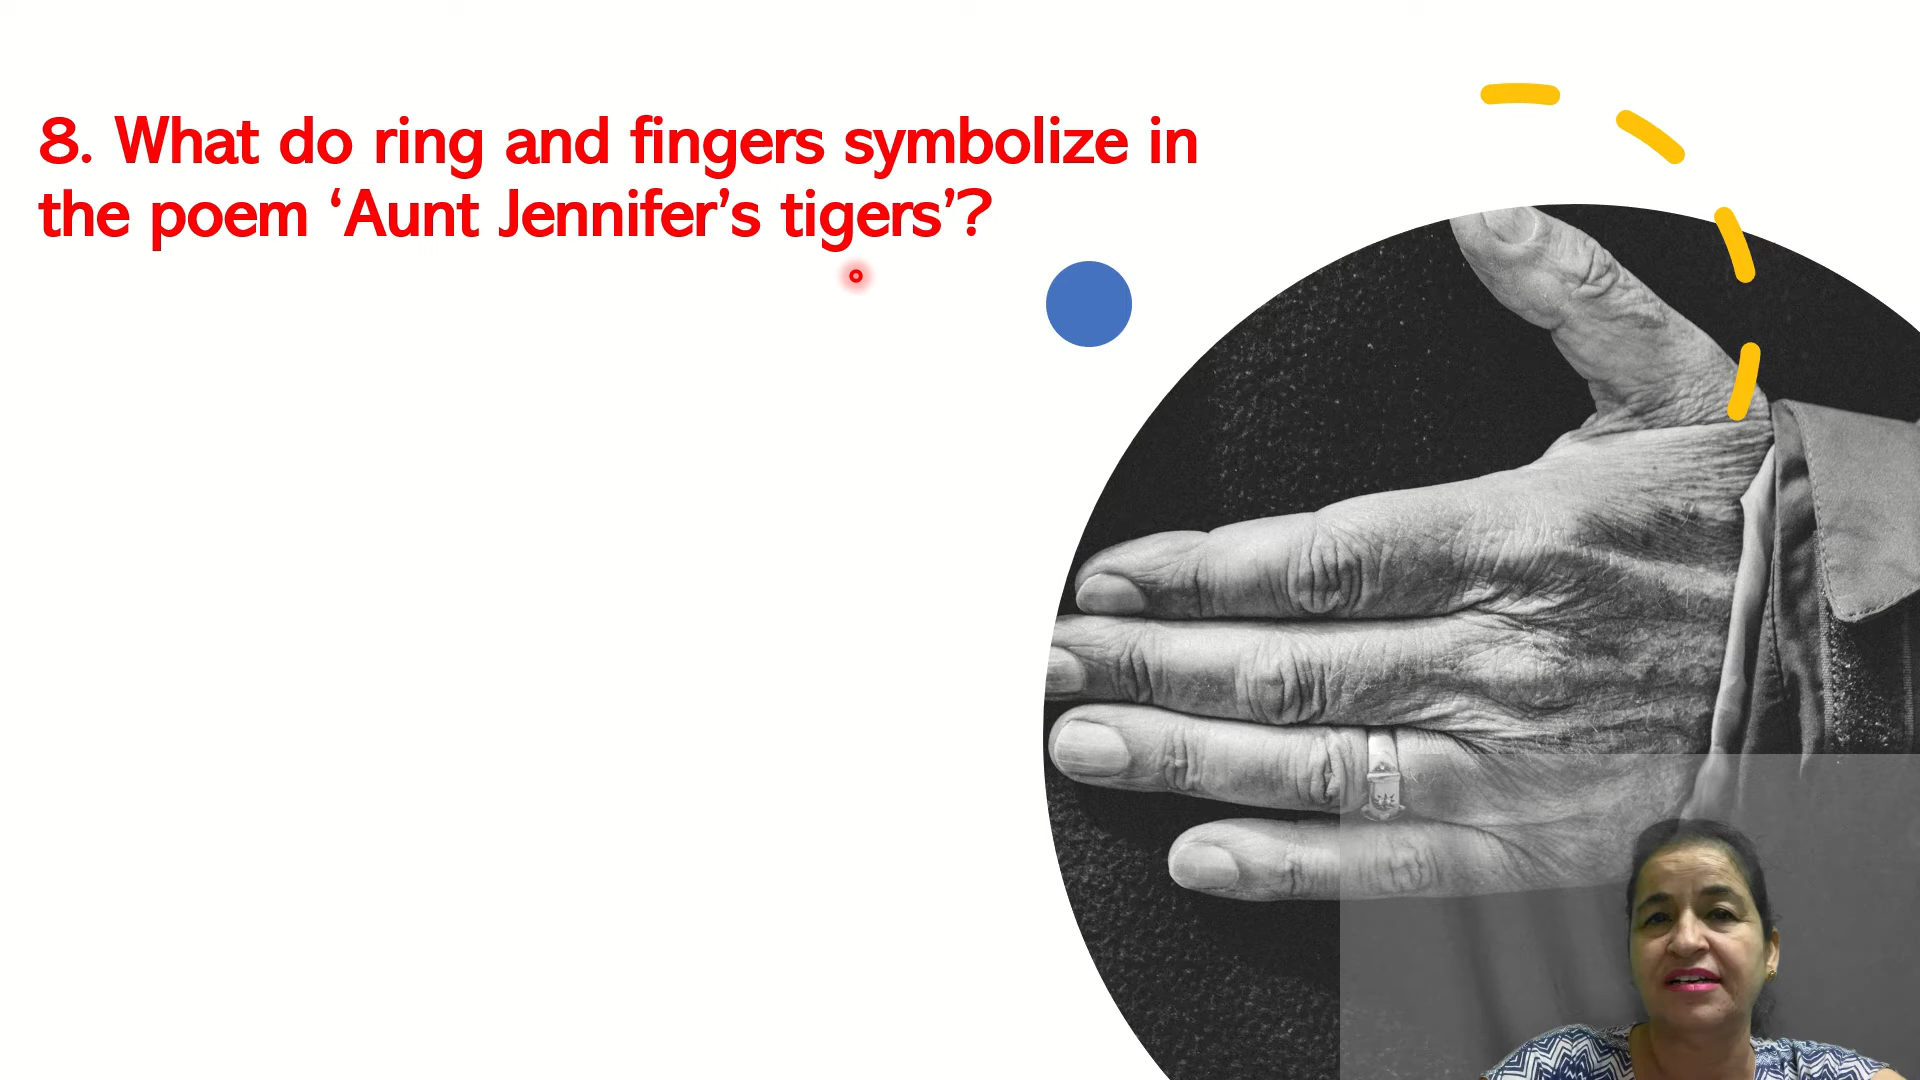 8. What do ring and fingers symbolize in
the poem ‘Aunt Jennifer’s tigers’?